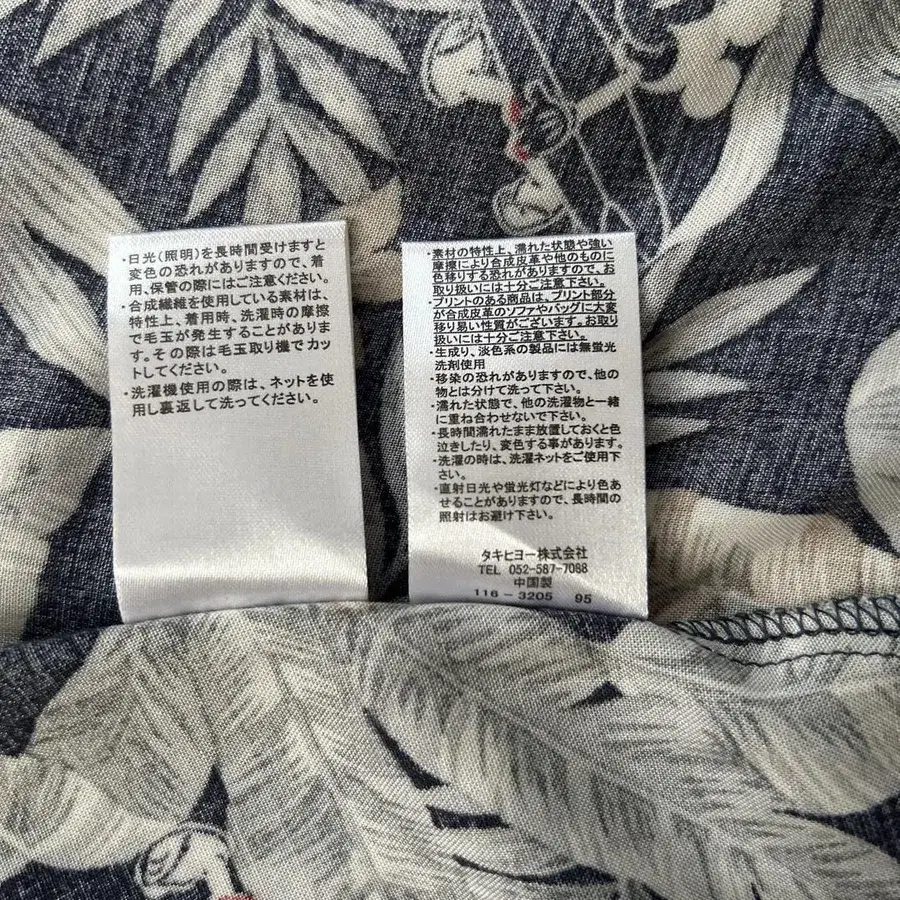 ・日光(照明)を長時間受けますと
変色の恐れがありますので、着
用、保管の際にはご注意ください。
・合成繊維を使用している素材は、
特性上、着用時、洗濯時の摩擦
で毛玉が発生することがありま
す。その際は毛玉取り機でカッ
トしてください。
・洗濯機使用の際は、ネットを使
用し裏返して洗ってください。
・素材の特性上、濡れた状態や強い
摩擦により合成皮革や他のものに
色移りする恐れがありますので、お
取り扱いには十分ご注意下さい。
・プリントのある商品は、プリント部分
が合成皮革のソファやバッグに大変
移り易い性質がございます。お取り
扱いには十分ご注意下さい。
・生成り、淡色系の製品には無蛍光
洗剤使用
・移染の恐れがありますので、他の
物とは分けて洗って下さい。
・濡れた状態で、他の洗濯物と一緒
に重ね合わせないで下さい。
・長時間濡れたまま放置しておくと色
泣きしたり、変色する事があります。
・洗濯の時は、洗濯ネットをご使用下
さい。
・直射日光や蛍光灯などにより色あ
せることがありますので、長時間の
照射はお避け下さい。
タキヒヨー株式会社
TEL 052-587-7088
中国製
116-3205 95